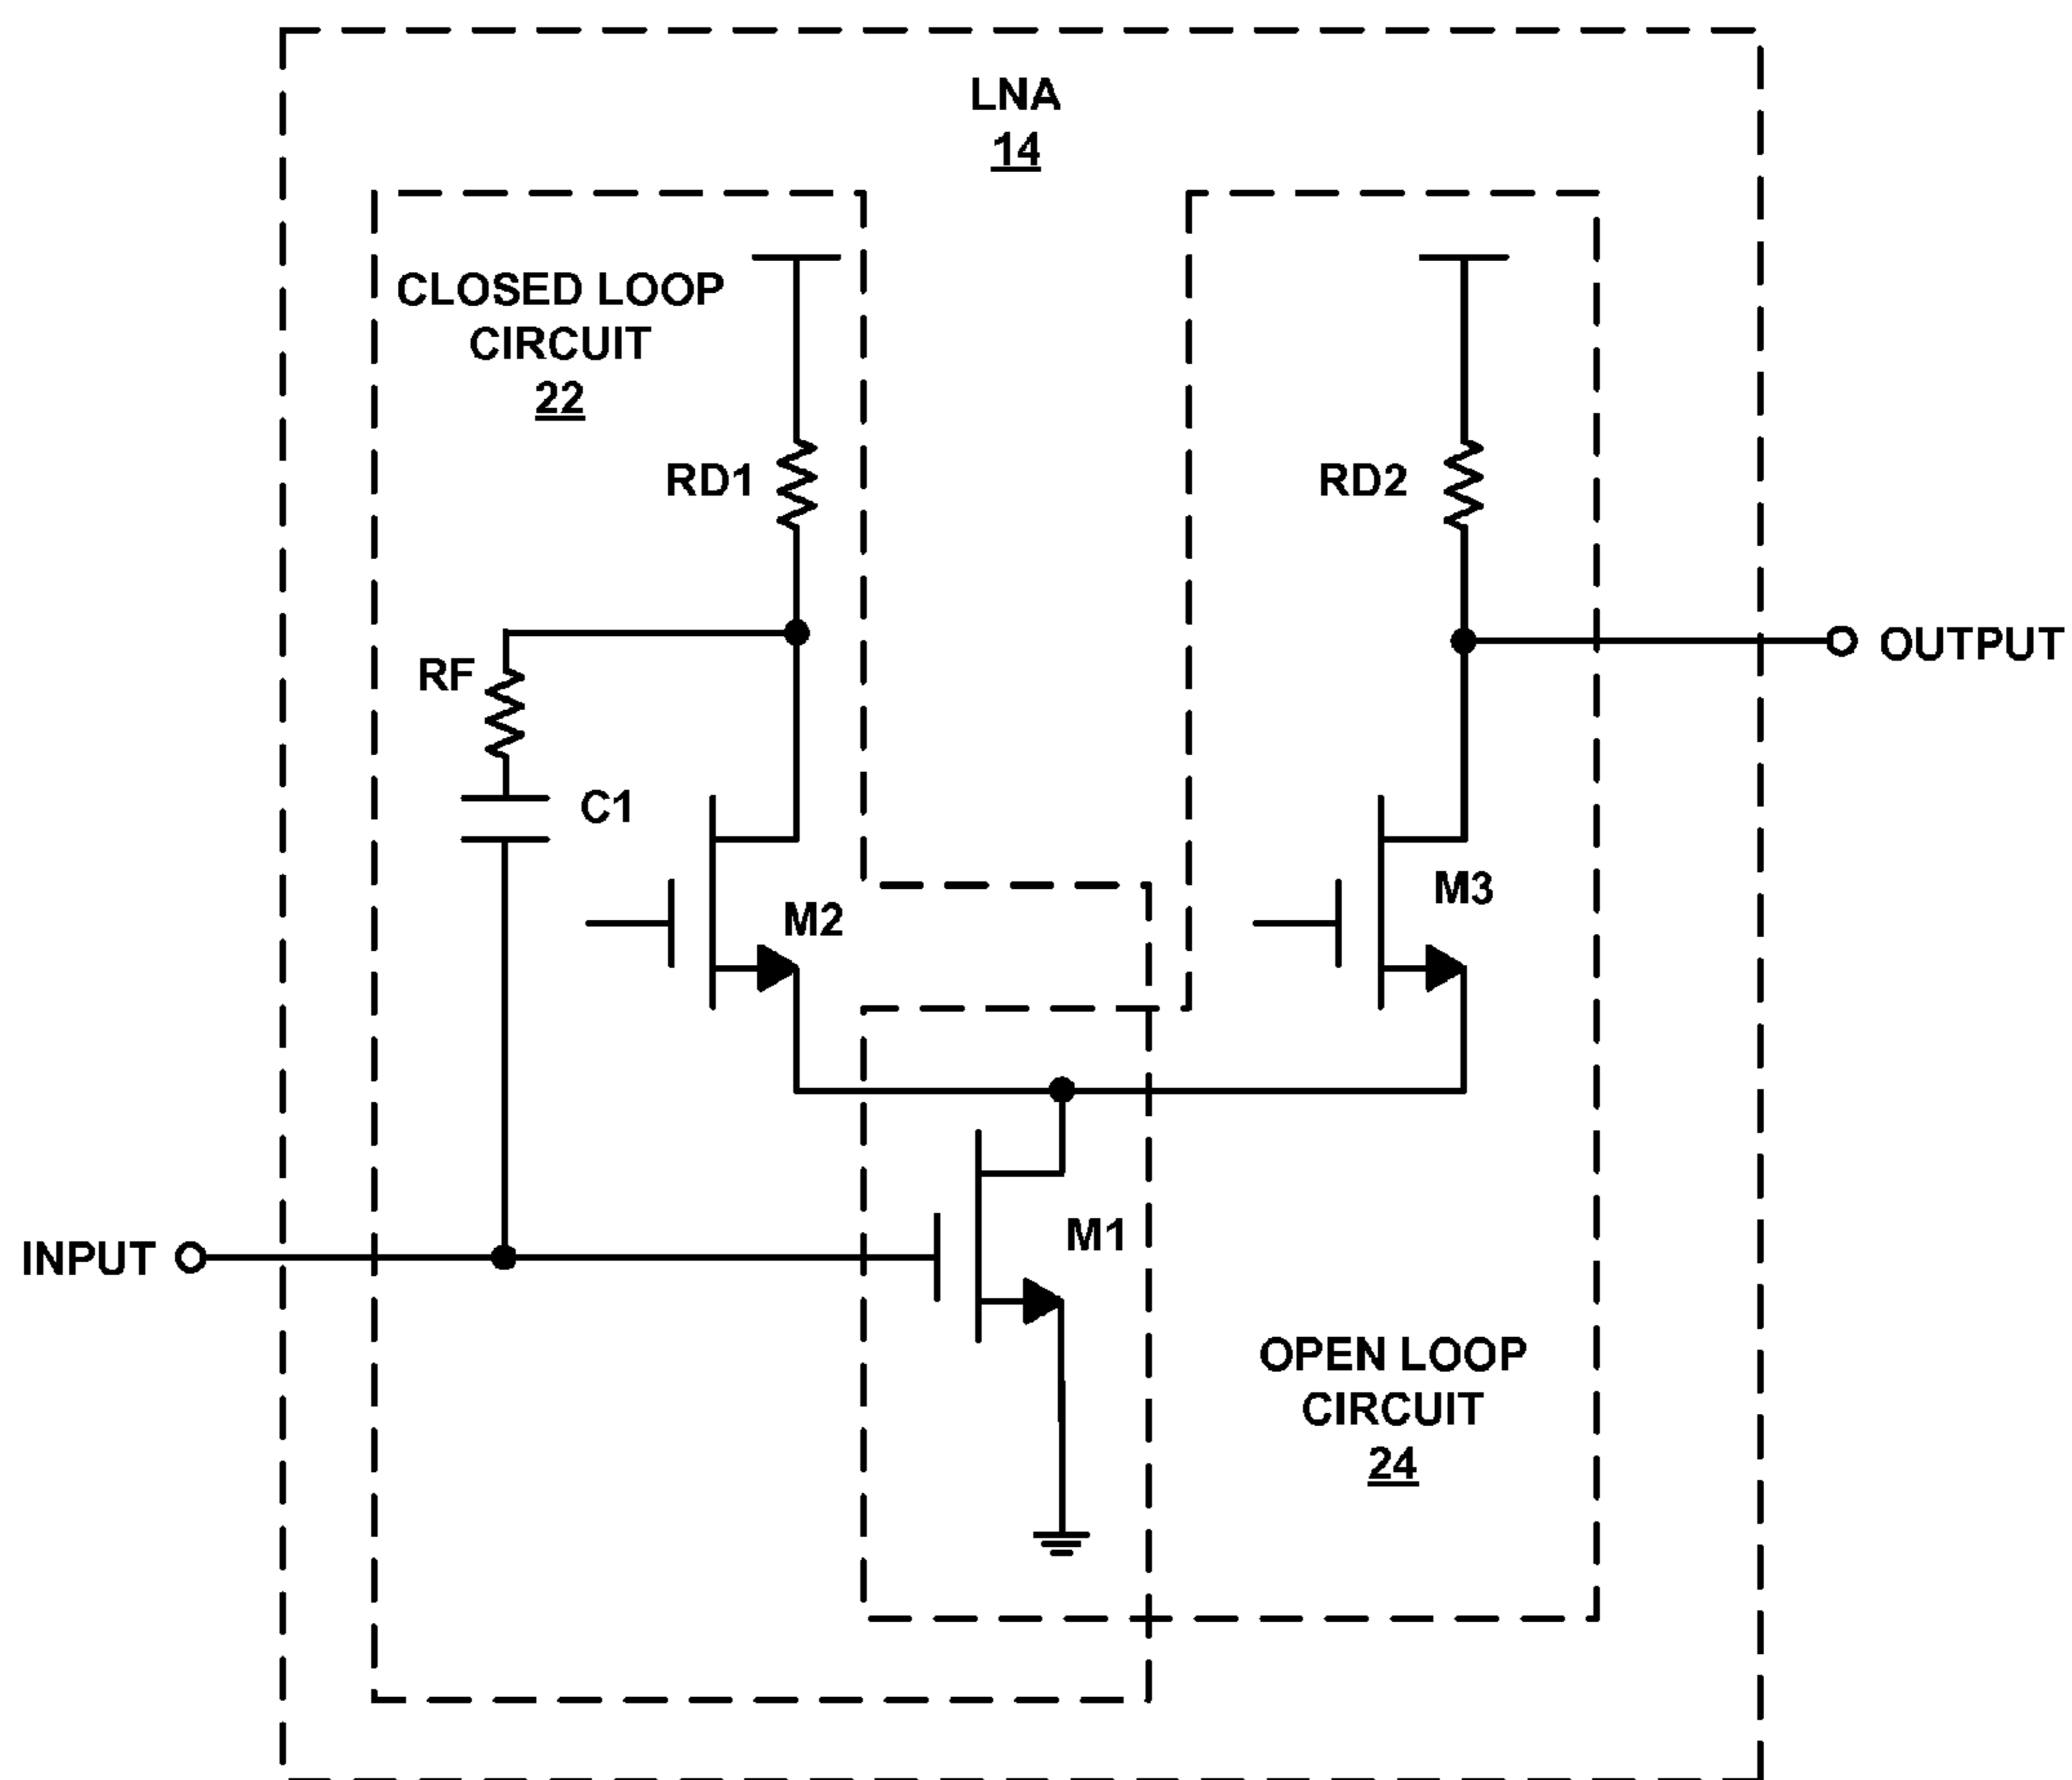 LNA
14
CLOSED LOOP
CIRCUIT
22
RD1
RD2
RF
OUTPUT
C1
M2
M3
M1
INPUT
OPEN LOOP
CIRCUIT
24